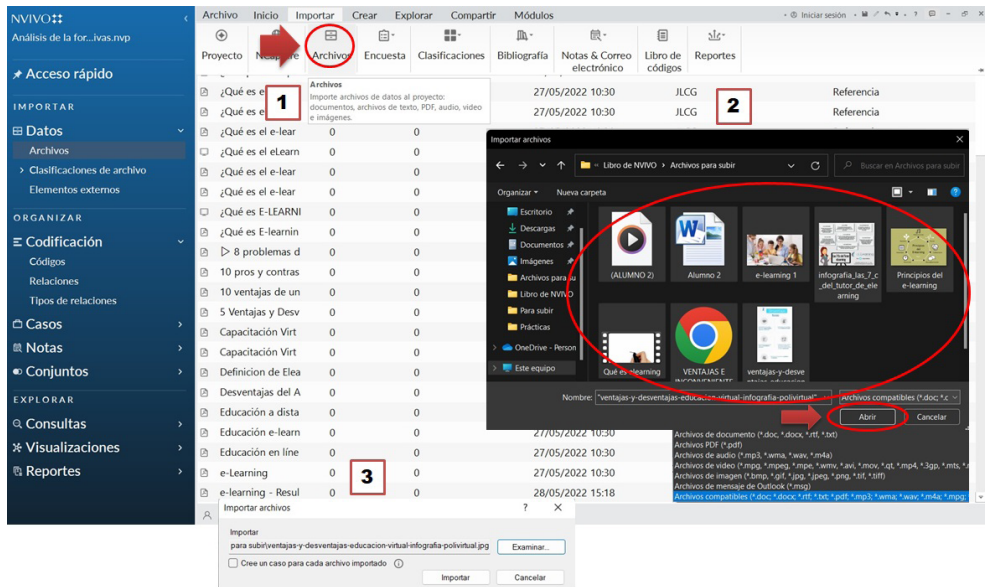 NVIVO
Análisis de la for...ivas.nvp
Acceso rápido
IMPORTAR
Datos
Archivos
Clasificaciones de archivo
Elementos externos
ORGANIZAR
Codificación
Códigos
Relaciones
Tipos de relaciones
Casos
Notas
Conjuntos
EXPLORAR
Consultas
Visualizaciones
Reportes
Archivo Inicio Importar Crear Explorar Compartir Módulos
Iniciar sesión
Proyecto Archivos Encuesta Clasificaciones Bibliografía Notas & Correo electrónico Libro de códigos Reportes
Archivos
Importe archivos de datos al proyecto:
documentos, archivos de texto, PDF, audio, video
e imágenes.
1
2
¿Qué es e 27/05/2022 10:30 JLCG Referencia
¿Qué es e 27/05/2022 10:30 JLCG Referencia
¿Qué es el e-lear 0 0
¿Qué es el eLearn 0 0
¿Qué es el e-lear 0 0
¿Qué es el e-lear 0 0
¿Qué es E-LEARNI 0 0
¿Qué es E-learnin 0 0
8 problemas d 0 0
10 pros y contras 0 0
10 ventajas de un 0 0
5 Ventajas y Desv 0 0
Capacitación Virt 0 0
Capacitación Virt 0 0
Definicion de Elea 0 0
Desventajas del A 0 0
Educación a dista 0 0
Educación e-learn 0 0 27/05/2022 10:30
Educación en líne 0 0 27/05/2022 10:30
e-Learning 0 0 27/05/2022 10:30
e-learning - Resul 0 0 28/05/2022 15:18
Importar archivos
Libro de NVIVO > Archivos para subir
Buscar en Archivos para subir
Organizar Nueva carpeta
Escritorio
Descargas
Documentos
Imágenes
Archivos para su
Libro de NVIVO
Para subir
Prácticas
OneDrive - Person
Este equipo
(ALUMNO 2)
Alumno 2
e-learning 1
infografia_las_7_c
_del_tutor_de_ele
arning
Principios del
e-learning
Qué es elearning
VENTAJAS E
INCONVENIENTE
ventajas-y-desve
Nombre: "ventajas-y-desventajas-educacion-virtual-infografia-polivirtual" Archivos compatibles (*.doc; *.c
Abrir Cancelar
Archivos de documento (*.doc, *.docx, *.rtf, *.txt)
Archivos PDF (*.pdf)
Archivos de audio (*.mp3, *.wma, *.wav, *.m4a)
Archivos de video (*.mpg, *.mpeg, *.mpe, *.wmv, *.avi, *.mov, *.qt, *.mp4, *.3gp, *.mts,
Archivos de imagen (*.bmp, *.gif, *.jpg, *.jpeg, *.png, *.tif, *.tiff)
Archivos de mensaje de Outlook (*.msg)
Archivos compatibles (*.doc; *.docx; *.rtf; *.txt; *.pdf; *.mp3; *.wma; *.wav; *.m4a; *.mpg;
3
Importar archivos
Importar
para subir\ventajas-y-desventajas-educacion-virtual-infografia-polivirtual.jpg Examinar...
Cree un caso para cada archivo importado
Importar Cancelar